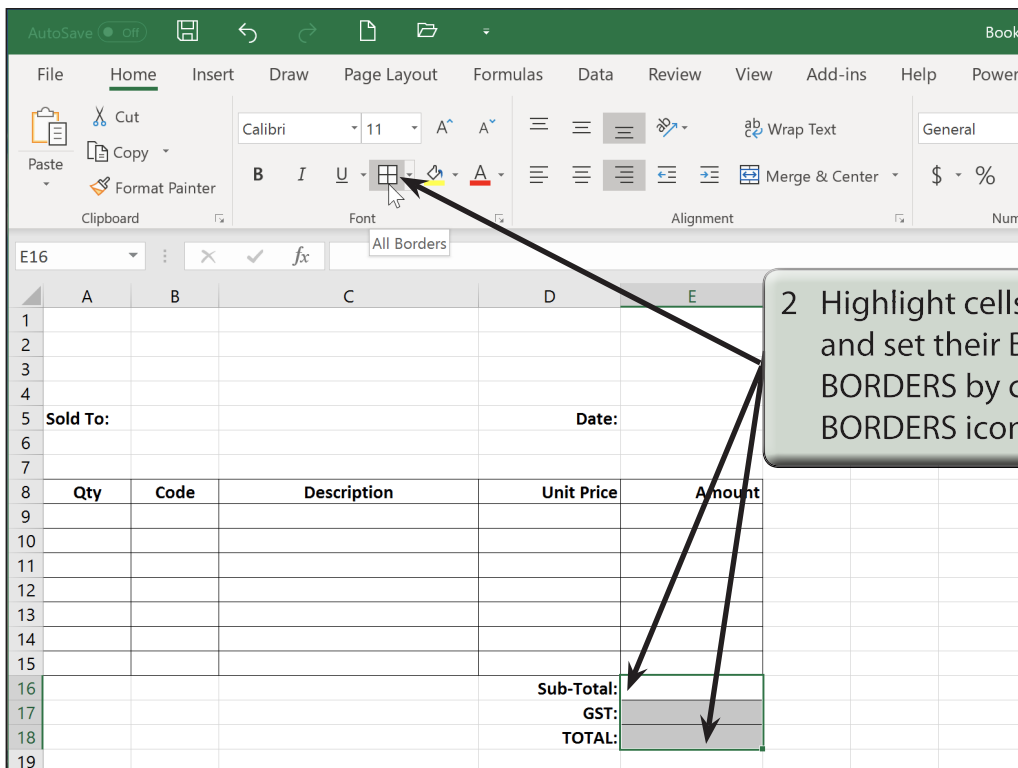 AutoSave Off Book
File Home Insert Draw Page Layout Formulas Data Review View Add-ins Help Power
Cut
Calibri 11 A A ab Wrap Text General
Paste Copy
Format Painter B I U A Merge & Center $ %
Clipboard Font Alignment Num
All Borders
E16 fx
A B C D E
1
2
3
4
5 Sold To: Date:
6
7
8 Qty Code Description Unit Price Amount
9
10
11
12
13
14
15
16 Sub-Total:
17 GST:
18 TOTAL:
19
2 Highlight cells
and set their
BORDERS by
BORDERS icon